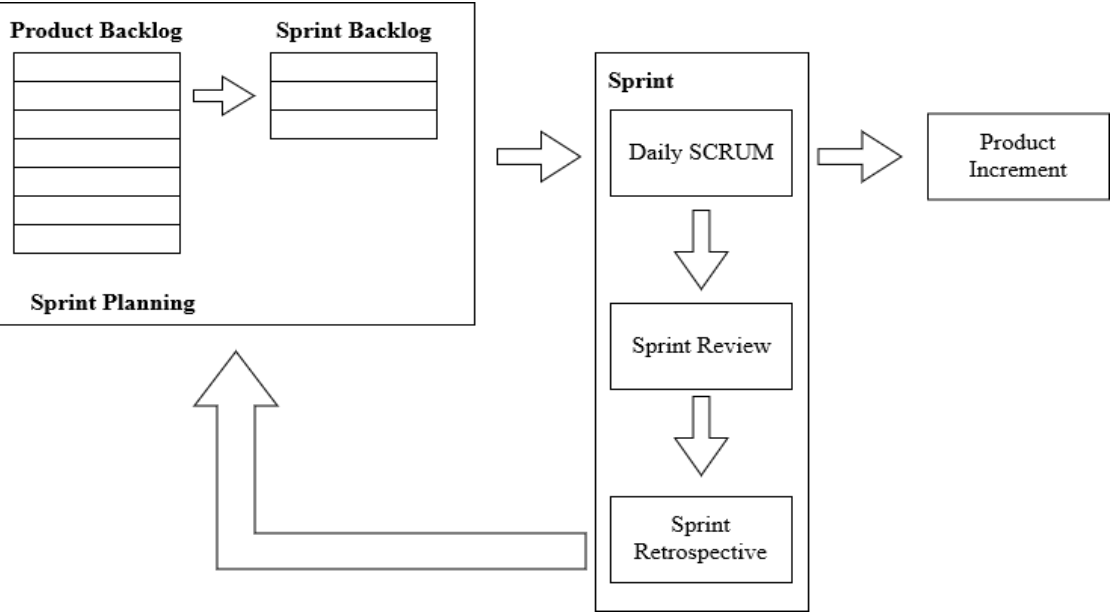 Product Backlog
Sprint Backlog
Sprint Planning
Sprint
Daily SCRUM
Sprint Review
Sprint
Retrospective
Product
Increment